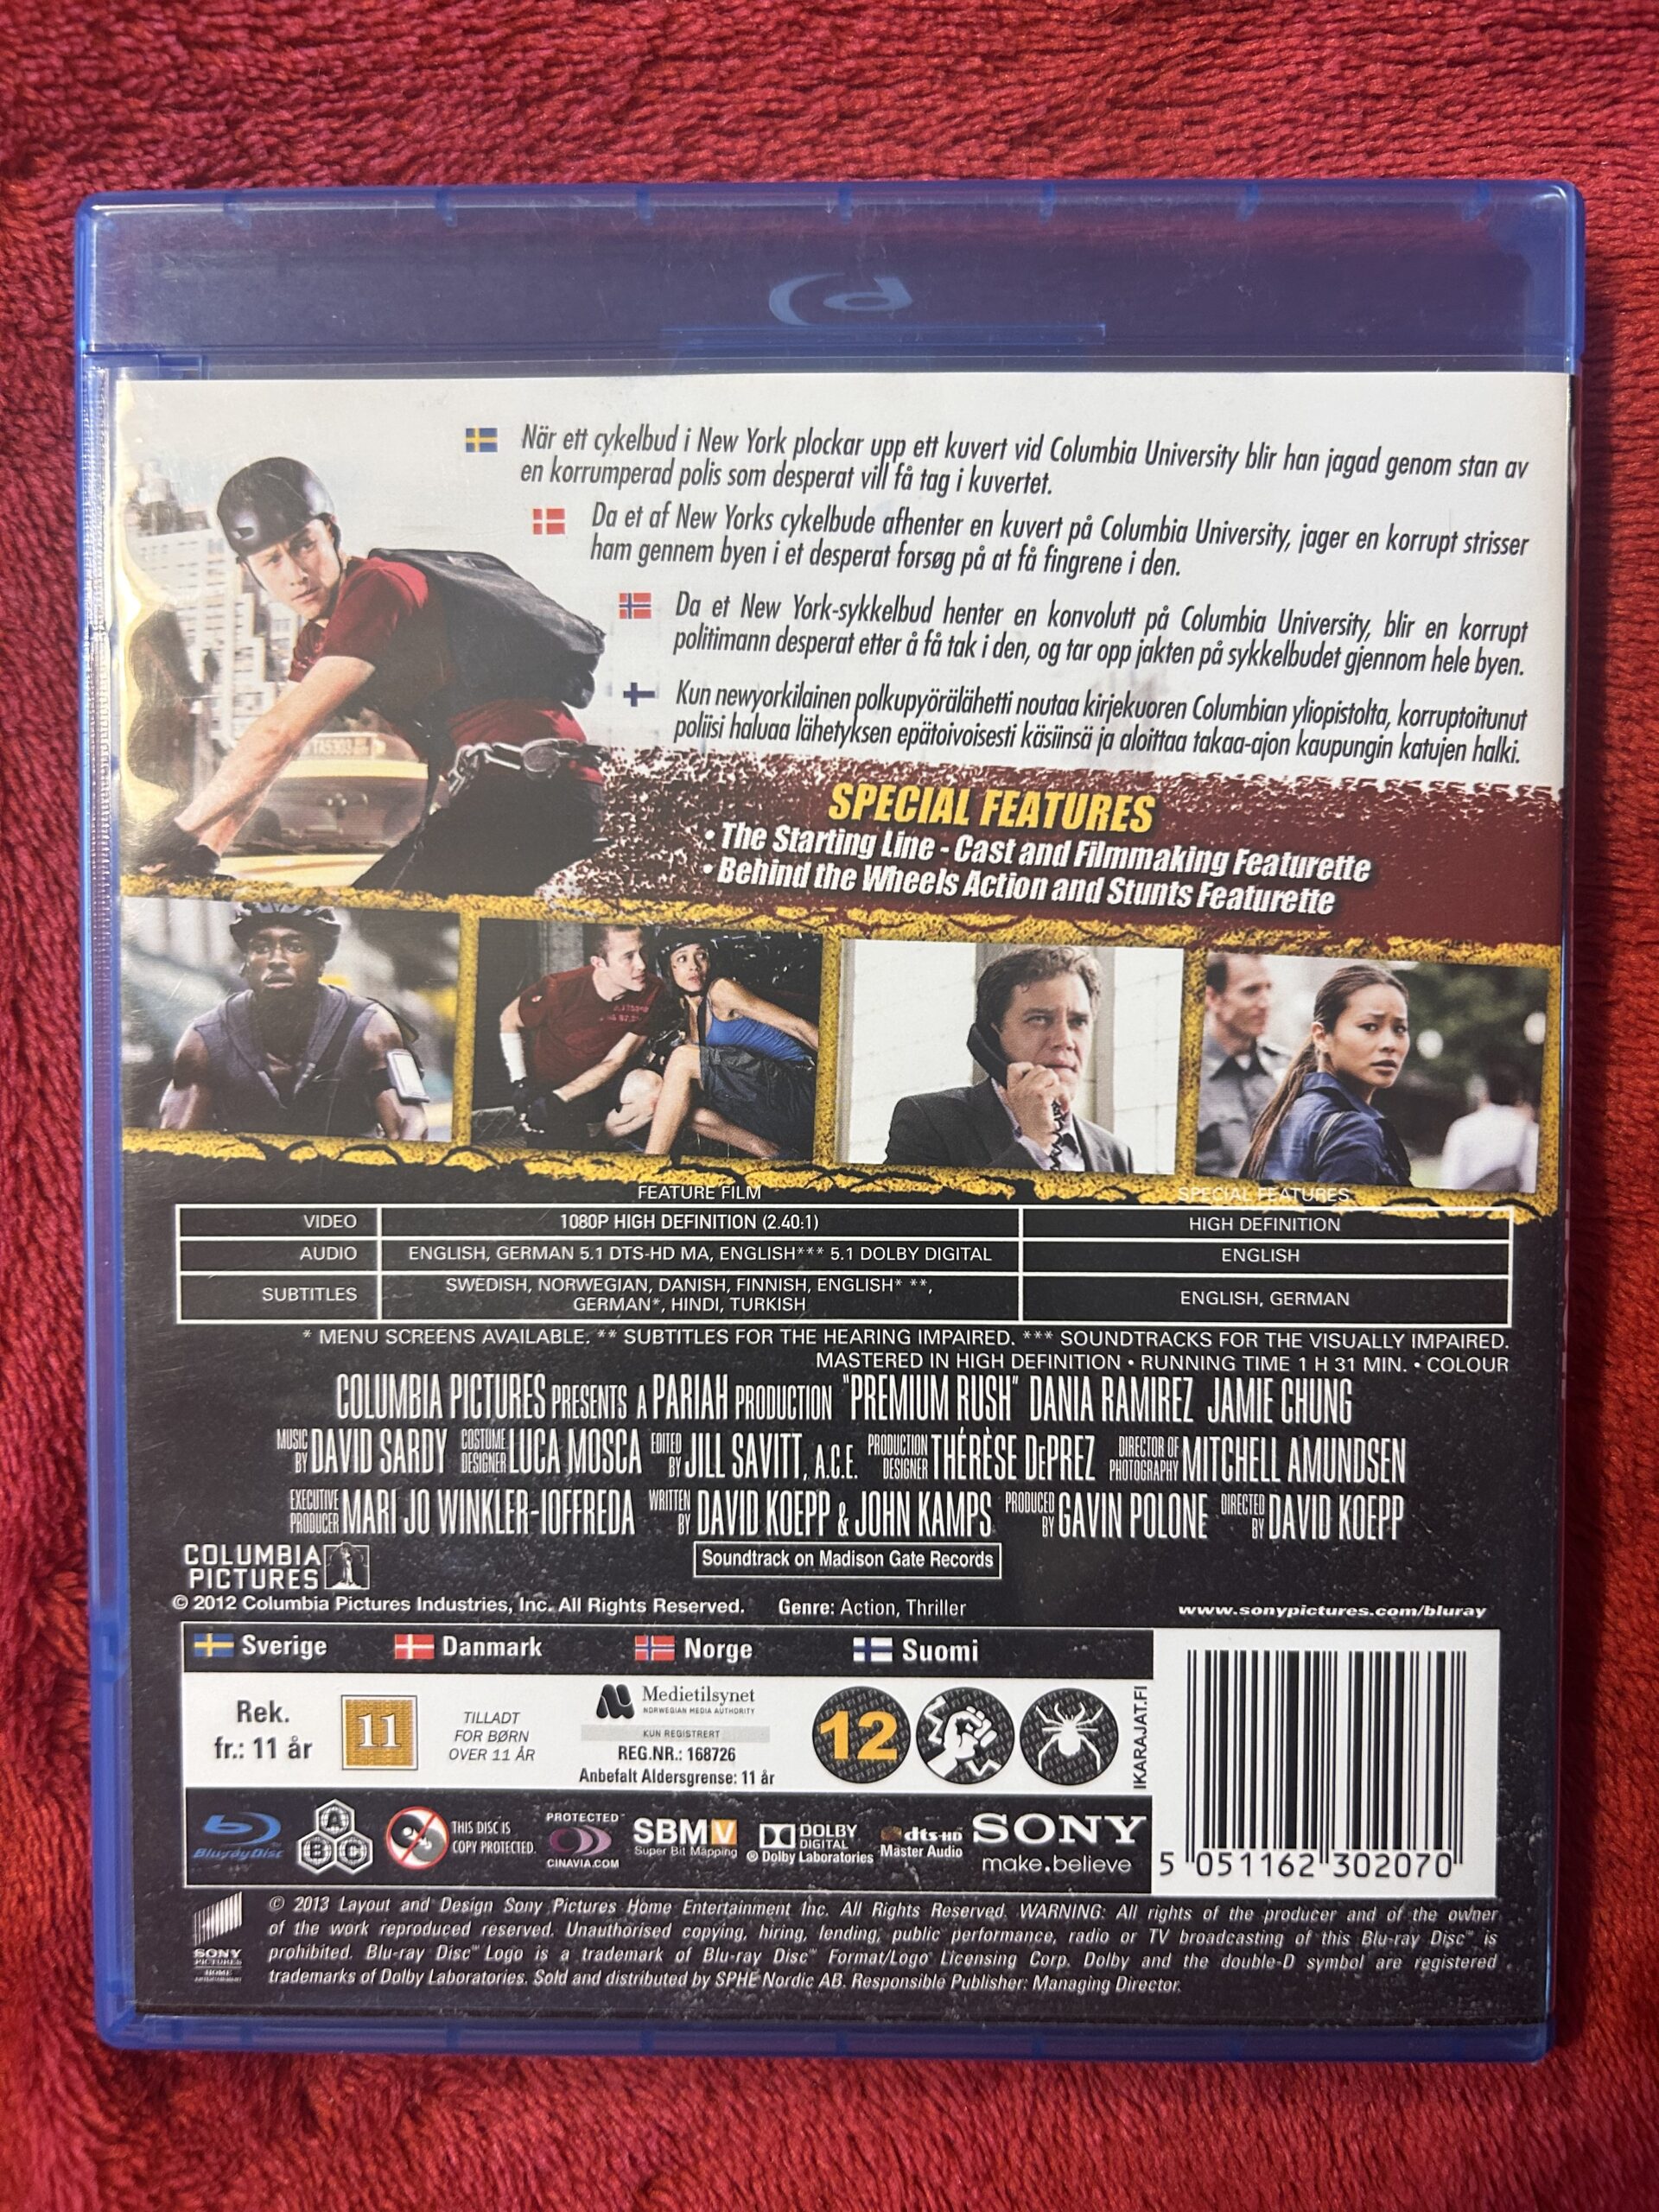 När ett cykelbud i New York plockar upp ett kuvert vid Columbia University blir han jagad genom stan av
en korrumperad polis som desperat vill få tag i kuvertet.
Da et af New Yorks cykelbude afhenter en kuvert på Columbia University, jager en korrupt strisser
ham gennem byen i et desperat forsøg på at få fingrene i den.
Da et New York-sykkelbud henter en konvolutt på Columbia University, blir en korrupt
politimann desperat etter å få tak i den, og tar opp jakten på sykkelbudet gjennom hele byen.
Kun newyorkilainen polkupyörälähetti noutaa kirjekuoren Columbian yliopistolta, korruptoitunut
poliisi haluaa lähetyksen epätoivoisesti käsiinsä ja aloittaa takaa-ajon kaupungin katujen halki.
SPECIAL FEATURES
• The Starting Line - Cast and Filmmaking Featurette
• Behind the Wheels Action and Stunts Featurette
FEATURE FILM SPECIAL FEATURES
VIDEO 1080P HIGH DEFINITION (2.40:1) HIGH DEFINITION
AUDIO ENGLISH, GERMAN 5.1 DTS-HD MA, ENGLISH*** 5.1 DOLBY DIGITAL ENGLISH
SUBTITLES SWEDISH, NORWEGIAN, DANISH, FINNISH, ENGLISH* **,
GERMAN*, HINDI, TURKISH ENGLISH, GERMAN
* MENU SCREENS AVAILABLE. ** SUBTITLES FOR THE HEARING IMPAIRED. *** SOUNDTRACKS FOR THE VISUALLY IMPAIRED.
MASTERED IN HIGH DEFINITION • RUNNING TIME 1 H 31 MIN. • COLOUR
COLUMBIA PICTURES PRESENTS A PARIAH PRODUCTION "PREMIUM RUSH" DANIA RAMIREZ JAMIE CHUNG
MUSIC BY DAVID SARDY COSTUME DESIGNER LUCA MOSCA EDITED BY JILL SAVITT, A.C.E. PRODUCTION DESIGNER THÉRÈSE DePREZ DIRECTOR OF PHOTOGRAPHY MITCHELL AMUNDSEN
EXECUTIVE PRODUCER MARI JO WINKLER-IOFFREDA WRITTEN BY DAVID KOEPP & JOHN KAMPS PRODUCED BY GAVIN POLONE DIRECTED BY DAVID KOEPP
COLUMBIA
PICTURES
Soundtrack on Madison Gate Records
© 2012 Columbia Pictures Industries, Inc. All Rights Reserved. Genre: Action, Thriller www.sonypictures.com/bluray
Sverige Danmark Norge Suomi
Rek.
fr.: 11 år
11
TILLADT
FOR BØRN
OVER 11 ÅR
Medietilsynet
NORWEGIAN MEDIA AUTHORITY
KUN REGISTRERT
REG.NR.: 168726
Anbefalt Aldersgrense: 11 år
12
IKARAJAT.FI
Blu-ray Disc
A
B C
THIS DISC IS
COPY PROTECTED.
PROTECTED
CINAVIA.COM
SBMV
Super Bit Mapping
DOLBY
DIGITAL
® Dolby Laboratories
dts-HD
Master Audio
SONY
make.believe
5 051162 302070
SONY
PICTURES
HOME
ENTERTAINMENT
© 2013 Layout and Design Sony Pictures Home Entertainment Inc. All Rights Reserved. WARNING: All rights of the producer and of the owner
of the work reproduced reserved. Unauthorised copying, hiring, lending, public performance, radio or TV broadcasting of this Blu-ray Disc™ is
prohibited. Blu-ray Disc™ Logo is a trademark of Blu-ray Disc™ Format/Logo Licensing Corp. Dolby and the double-D symbol are registered
trademarks of Dolby Laboratories. Sold and distributed by SPHE Nordic AB. Responsible Publisher: Managing Director.